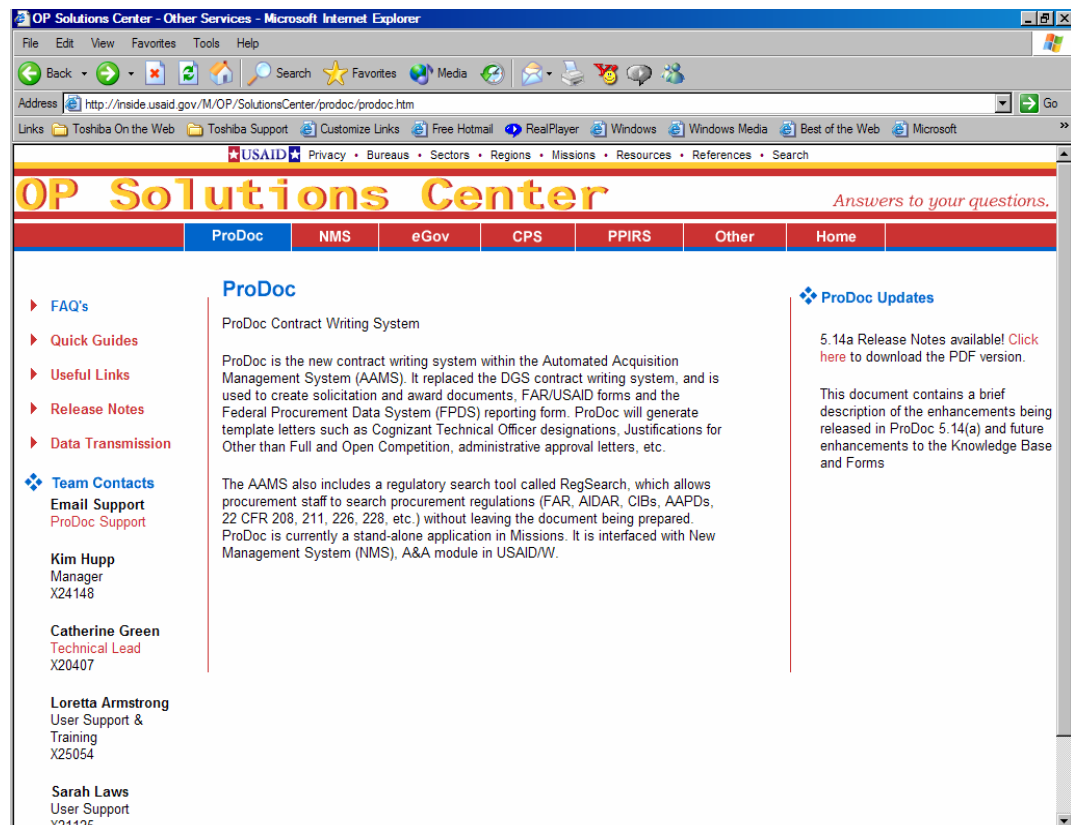 OP Solutions Center - Other Services - Microsoft Internet Explorer
File Edit View Favorites Tools Help
Back Search Favorites Media
Address http://inside.usaid.gov/M/OP/SolutionsCenter/prodoc/prodoc.htm Go
Links Toshiba On the Web Toshiba Support Customize Links Free Hotmail RealPlayer Windows Windows Media Best of the Web Microsoft »
USAID Privacy • Bureaus • Sectors • Regions • Missions • Resources • References • Search
OP Solutions Center
Answers to your questions.
ProDoc NMS eGov CPS PPIRS Other Home
FAQ's
Quick Guides
Useful Links
Release Notes
Data Transmission
Team Contacts
Email Support
ProDoc Support
Kim Hupp
Manager
X24148
Catherine Green
Technical Lead
X20407
Loretta Armstrong
User Support &
Training
X25054
Sarah Laws
User Support
ProDoc
ProDoc Contract Writing System
ProDoc is the new contract writing system within the Automated Acquisition
Management System (AAMS). It replaced the DGS contract writing system, and is
used to create solicitation and award documents, FAR/USAID forms and the
Federal Procurement Data System (FPDS) reporting form. ProDoc will generate
template letters such as Cognizant Technical Officer designations, Justifications for
Other than Full and Open Competition, administrative approval letters, etc.
The AAMS also includes a regulatory search tool called RegSearch, which allows
procurement staff to search procurement regulations (FAR, AIDAR, CIBs, AAPDs,
22 CFR 208, 211, 226, 228, etc.) without leaving the document being prepared.
ProDoc is currently a stand-alone application in Missions. It is interfaced with New
Management System (NMS), A&A module in USAID/W.
ProDoc Updates
5.14a Release Notes available! Click
here to download the PDF version.
This document contains a brief
description of the enhancements being
released in ProDoc 5.14(a) and future
enhancements to the Knowledge Base
and Forms